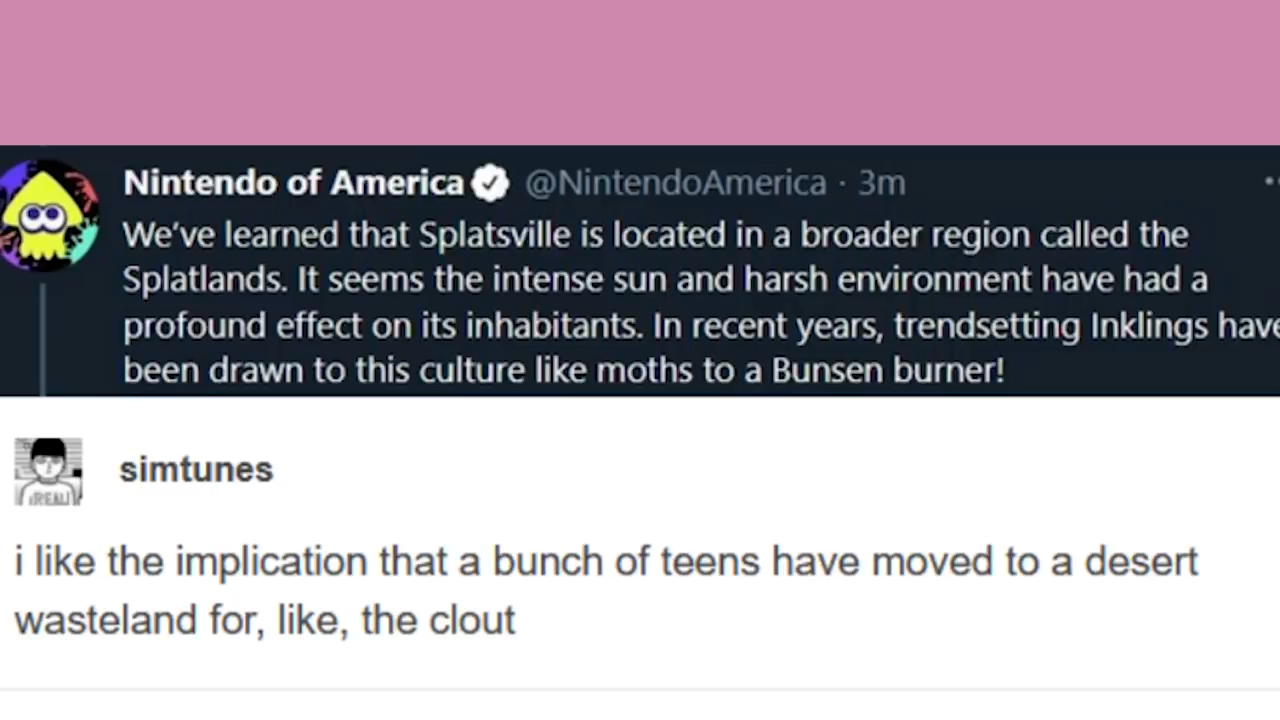 Nintendo of America @NintendoAmerica · 3m
We've learned that Splatsville is located in a broader region called the
Splatlands. It seems the intense sun and harsh environment have had a
profound effect on its inhabitants. In recent years, trendsetting Inklings have
been drawn to this culture like moths to a Bunsen burner!
simtunes
iREAL!
i like the implication that a bunch of teens have moved to a desert
wasteland for, like, the clout